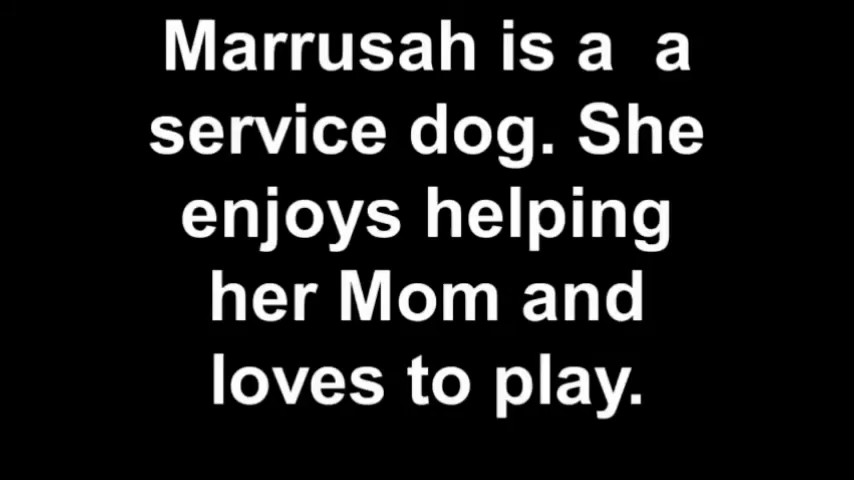 Marrusah is a  a
service dog. She
enjoys helping
her Mom and
loves to play.